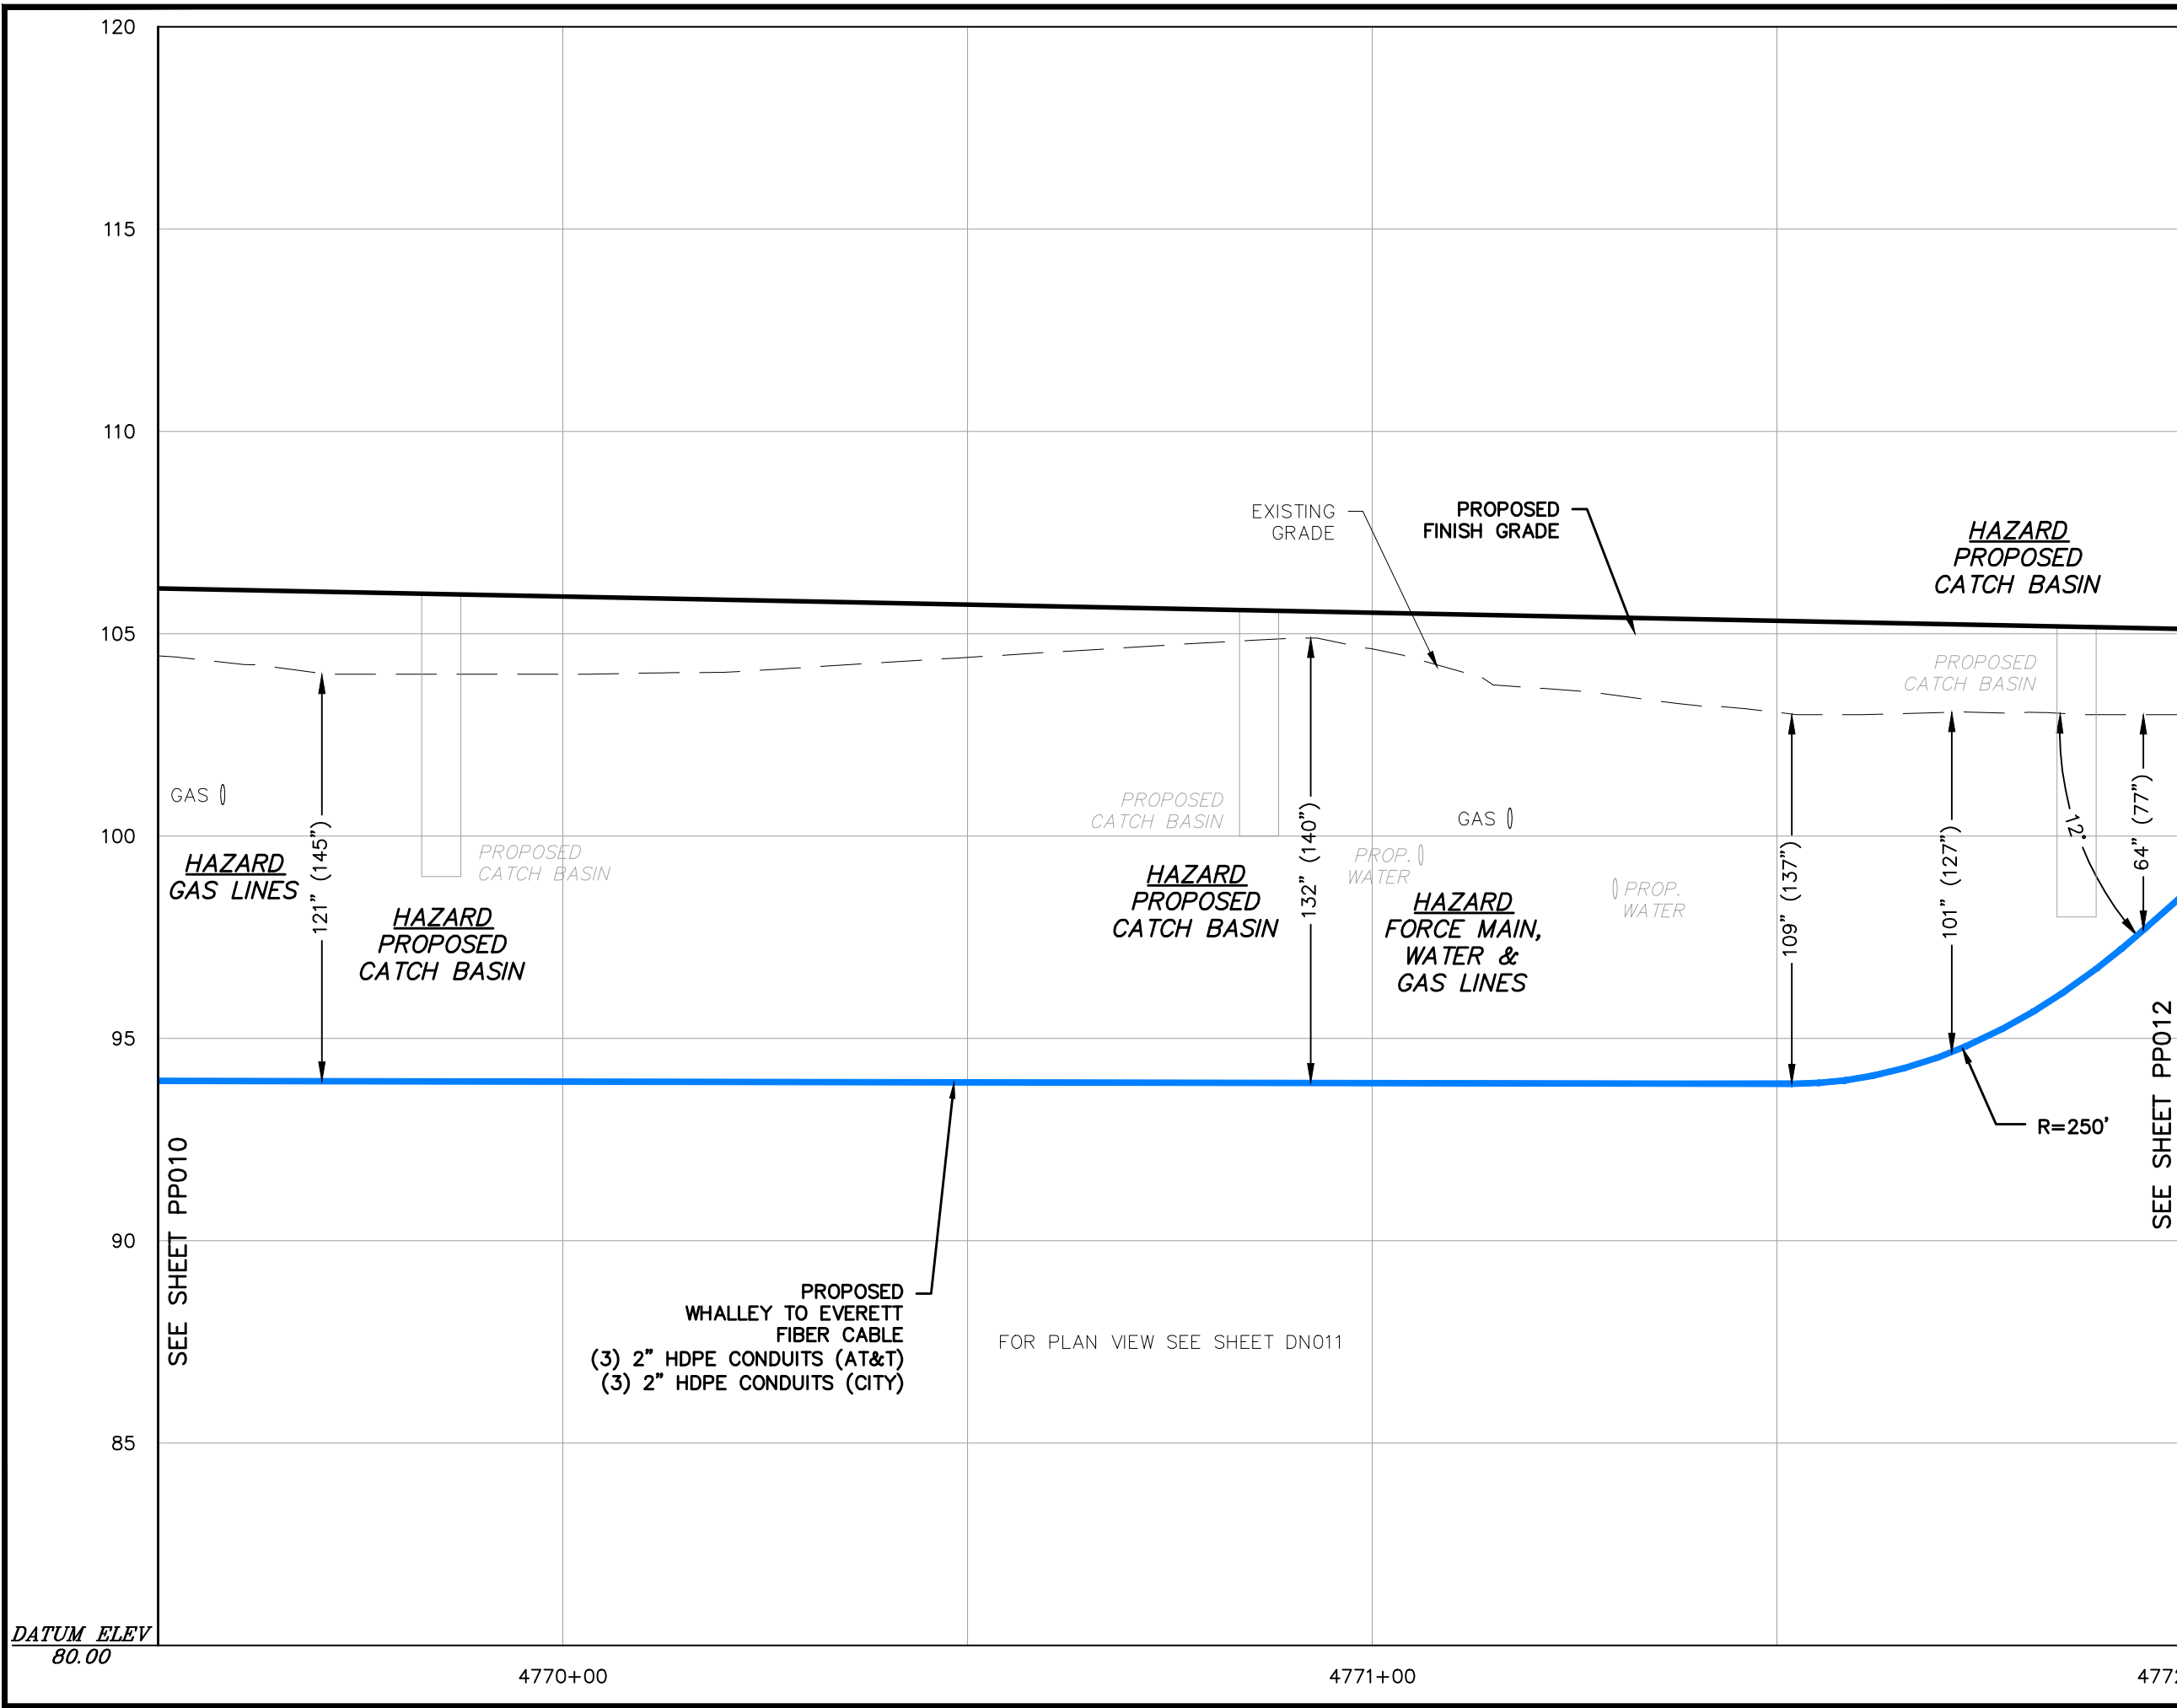 120
115
110
105
100
95
90
85
DATUM ELEV
80.00
EXISTING
GRADE
PROPOSED
FINISH GRADE
HAZARD
PROPOSED
CATCH BASIN
PROPOSED
CATCH BASIN
GAS
HAZARD
GAS LINES
121" (145")
PROPOSED
CATCH BASIN
HAZARD
PROPOSED
CATCH BASIN
PROPOSED
CATCH BASIN
HAZARD
PROPOSED
CATCH BASIN
132" (140")
GAS
PROP.
WATER
HAZARD
FORCE MAIN,
WATER &
GAS LINES
PROP.
WATER
109" (137")
101" (127")
12°
64" (77")
R=250'
SEE SHEET PP010
SEE SHEET PP012
PROPOSED
WHALLEY TO EVERETT
FIBER CABLE
(3) 2" HDPE CONDUITS (AT&T)
(3) 2" HDPE CONDUITS (CITY)
FOR PLAN VIEW SEE SHEET DN011
4770+00
4771+00